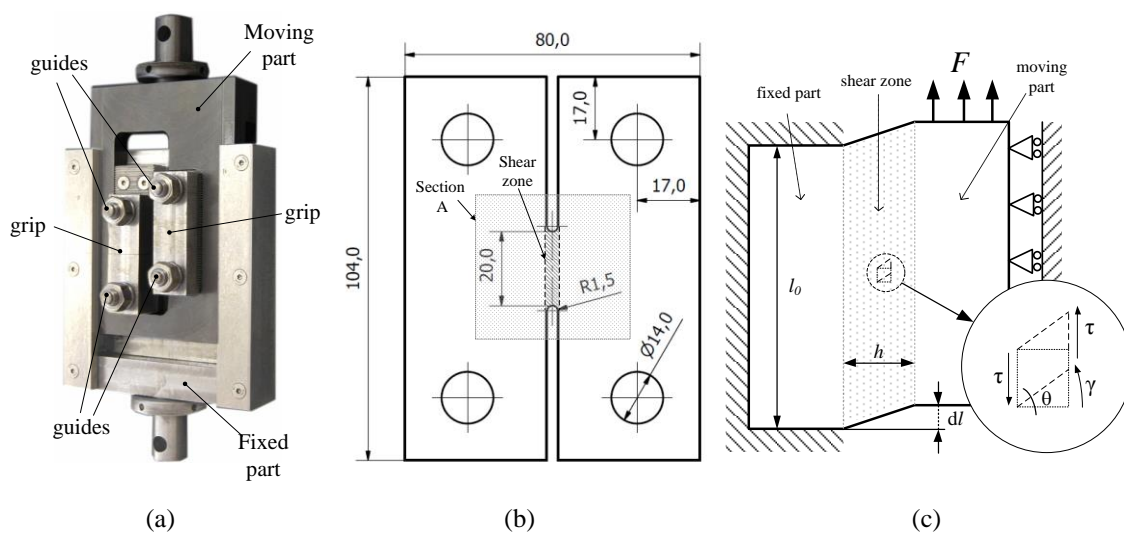 Moving
part
guides
grip
grip
guides
Fixed
part
(a)
80,0
104,0
17,0
17,0
Section
A
Shear
zone
20,0
R1,5
Ø14,0
(b)
F
fixed part
shear zone
moving
part
l0
h
dl
τ
τ
θ
γ
(c)